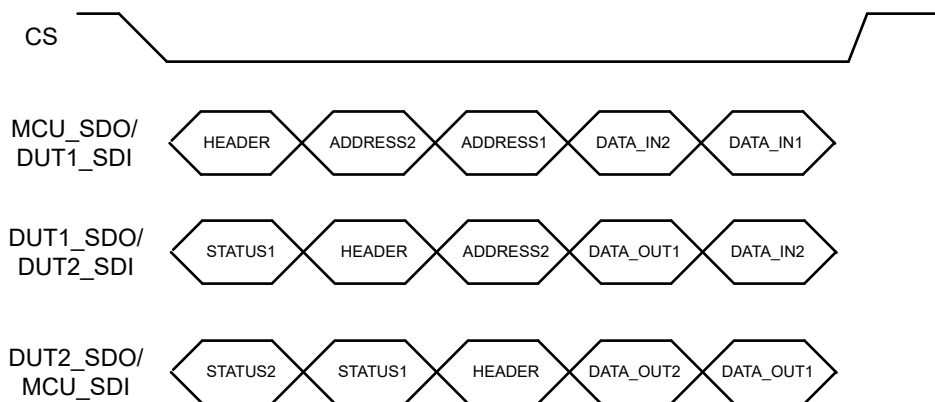 CS
MCU_SDO/
DUT1_SDI
HEADER
ADDRESS2
ADDRESS1
DATA_IN2
DATA_IN1
DUT1_SDO/
DUT2_SDI
STATUS1
HEADER
ADDRESS2
DATA_OUT1
DATA_IN2
DUT2_SDO/
MCU_SDI
STATUS2
STATUS1
HEADER
DATA_OUT2
DATA_OUT1